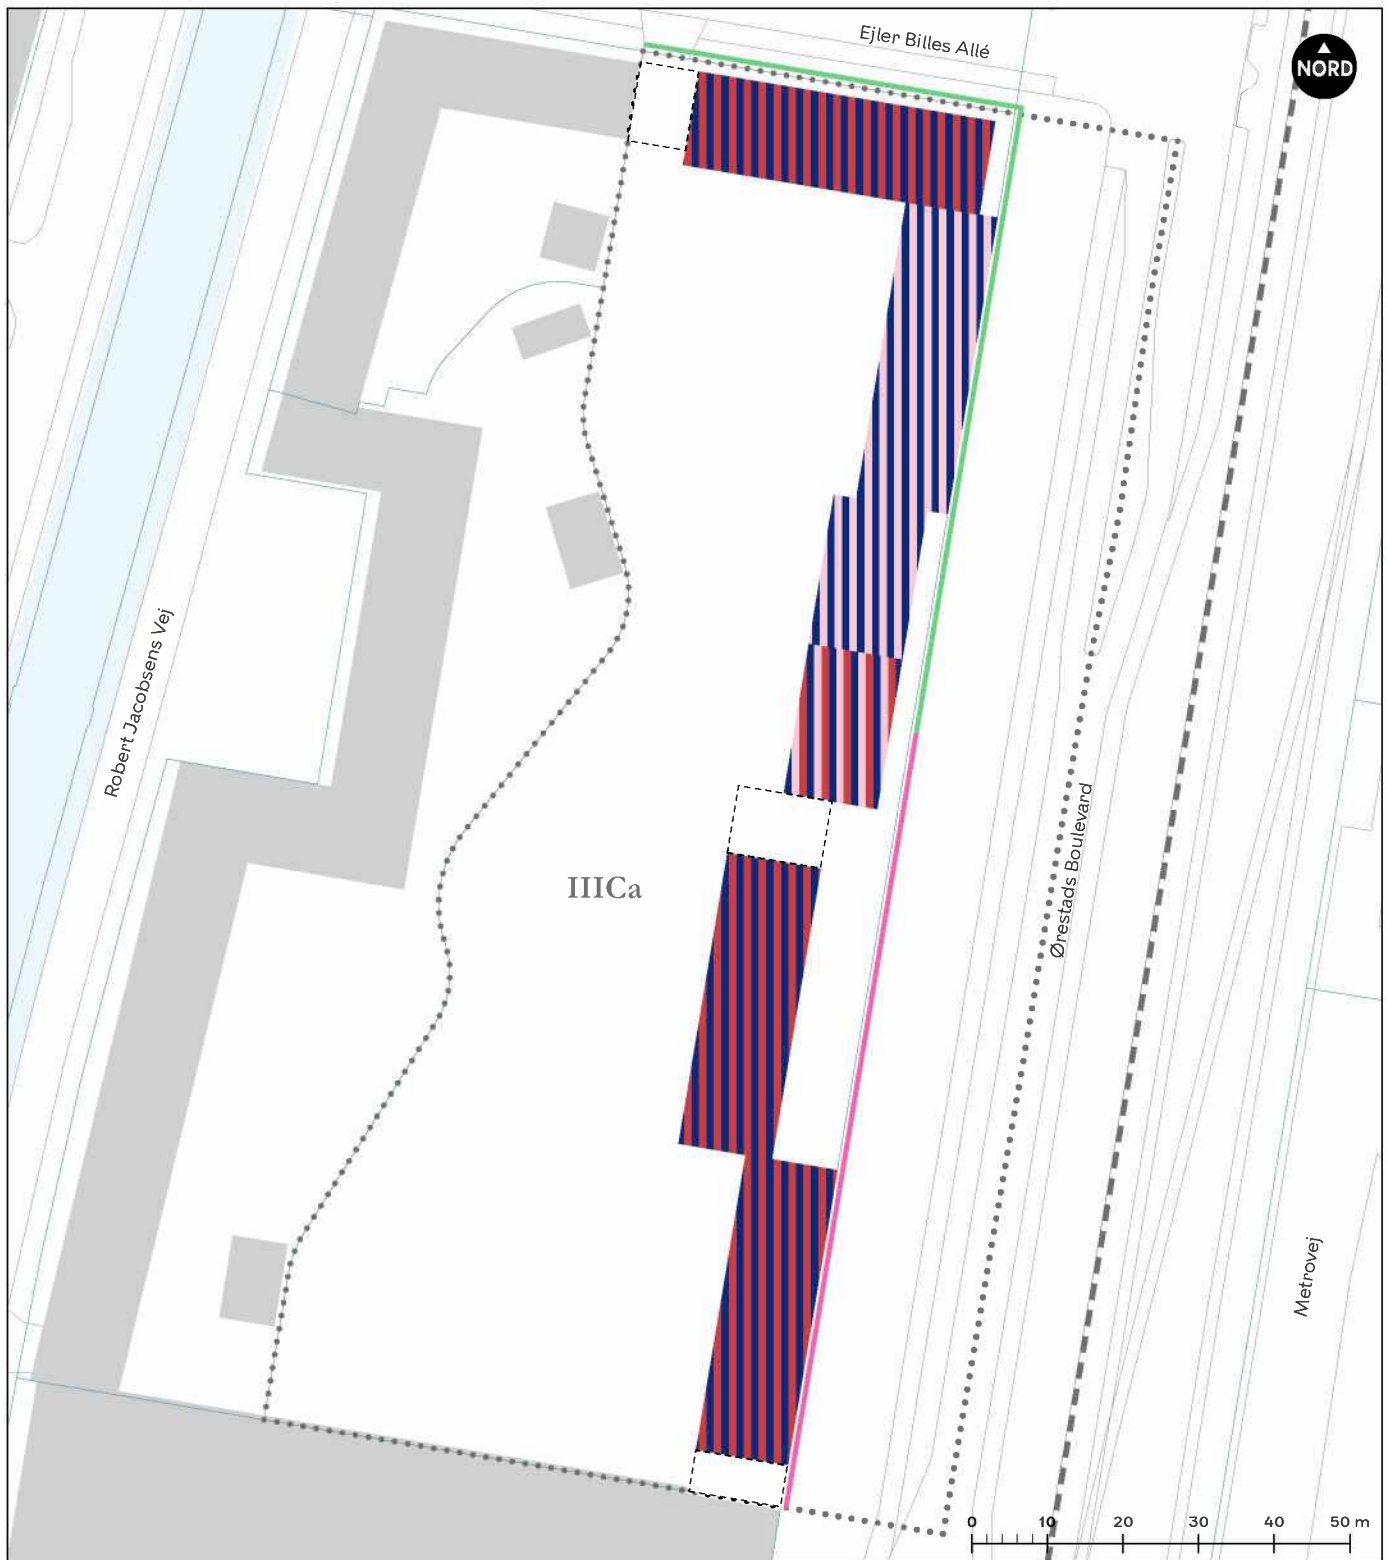 Ejler Billes Allé
NORD
Robert Jacobsens Vej
Ørestads Boulevard
IIICa
Metrovej
0 10 20 30 40 50 m